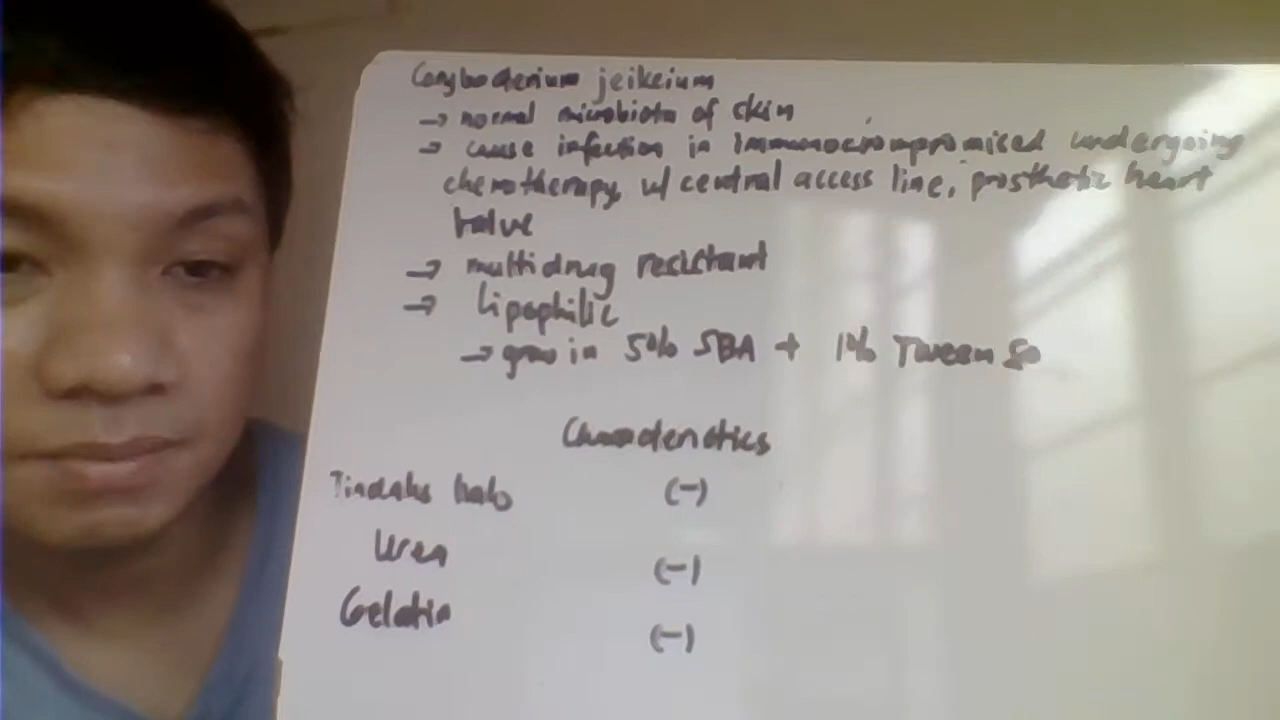 Corynbacterium jeikeium
→ normal microbiota of skin
→ cause infection in immunocompromised undergoing
chemotherapy, w/ central access line, prosthetic heart
valve
→ multidrug resistant
→ lipophilic
→ grow in 5% SBA + 1% Tween 80
Characteristics
Tinsdale halo (-)
Urea (-)
Gelatin (-)